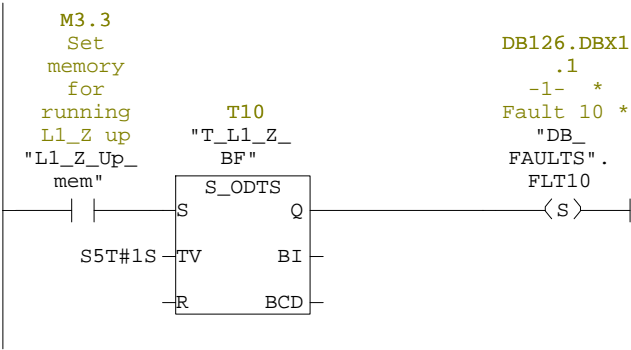 M3.3
Set
memory
for
running
L1_Z up
"L1_Z_Up_
mem"
T10
"T_L1_Z_
BF"
S_ODTS
S
Q
S5T#1S
TV
BI
R
BCD
DB126.DBX1
.1
-1- *
Fault 10 *
"DB_
FAULTS".
FLT10
S